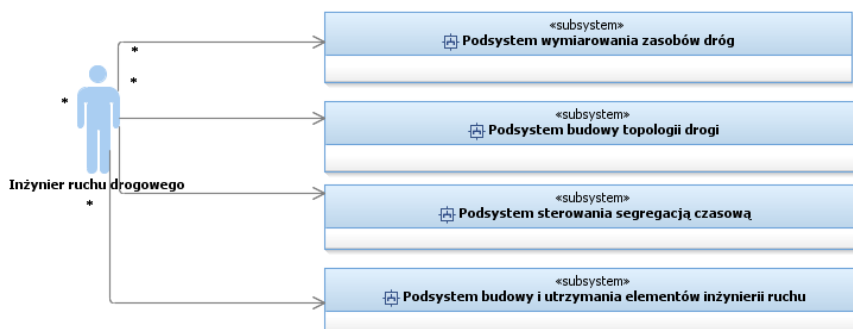 «subsystem»
Podsystem wymiarowania zasobów dróg
*
*
*
«subsystem»
Podsystem budowy topologii drogi
Inżynier ruchu drogowego
*
«subsystem»
Podsystem sterowania segregacją czasową
«subsystem»
Podsystem budowy i utrzymania elementów inżynierii ruchu